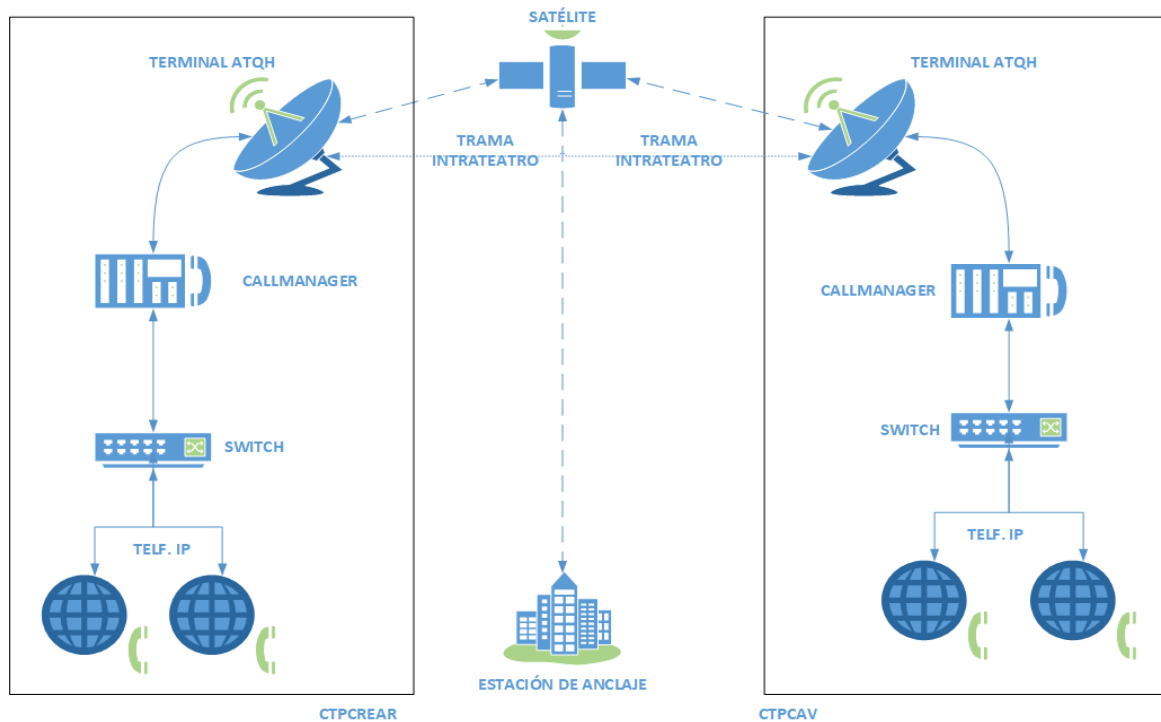 SATÉLITE
TERMINAL ATQH
TERMINAL ATQH
TRAMA
INTRATEATRO
TRAMA
INTRATEATRO
CALLMANAGER
CALLMANAGER
SWITCH
SWITCH
TELF. IP
TELF. IP
ESTACIÓN DE ANCLAJE
CTPCREAR
CTPCAV